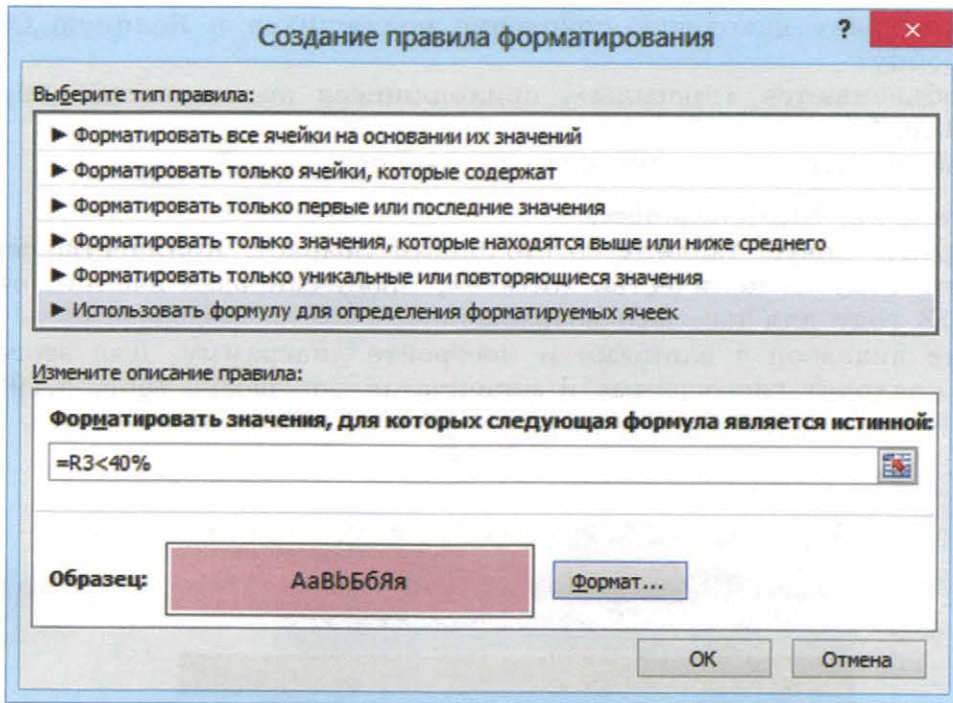 Создание правила форматирования
?
×
Выберите тип правила:
► Форматировать все ячейки на основании их значений
► Форматировать только ячейки, которые содержат
► Форматировать только первые или последние значения
► Форматировать только значения, которые находятся выше или ниже среднего
► Форматировать только уникальные или повторяющиеся значения
► Использовать формулу для определения форматируемых ячеек
Измените описание правила:
Форматировать значения, для которых следующая формула является истинной:
=R3<40%
Образец:
АаВbБбЯя
Формат...
ОК
Отмена